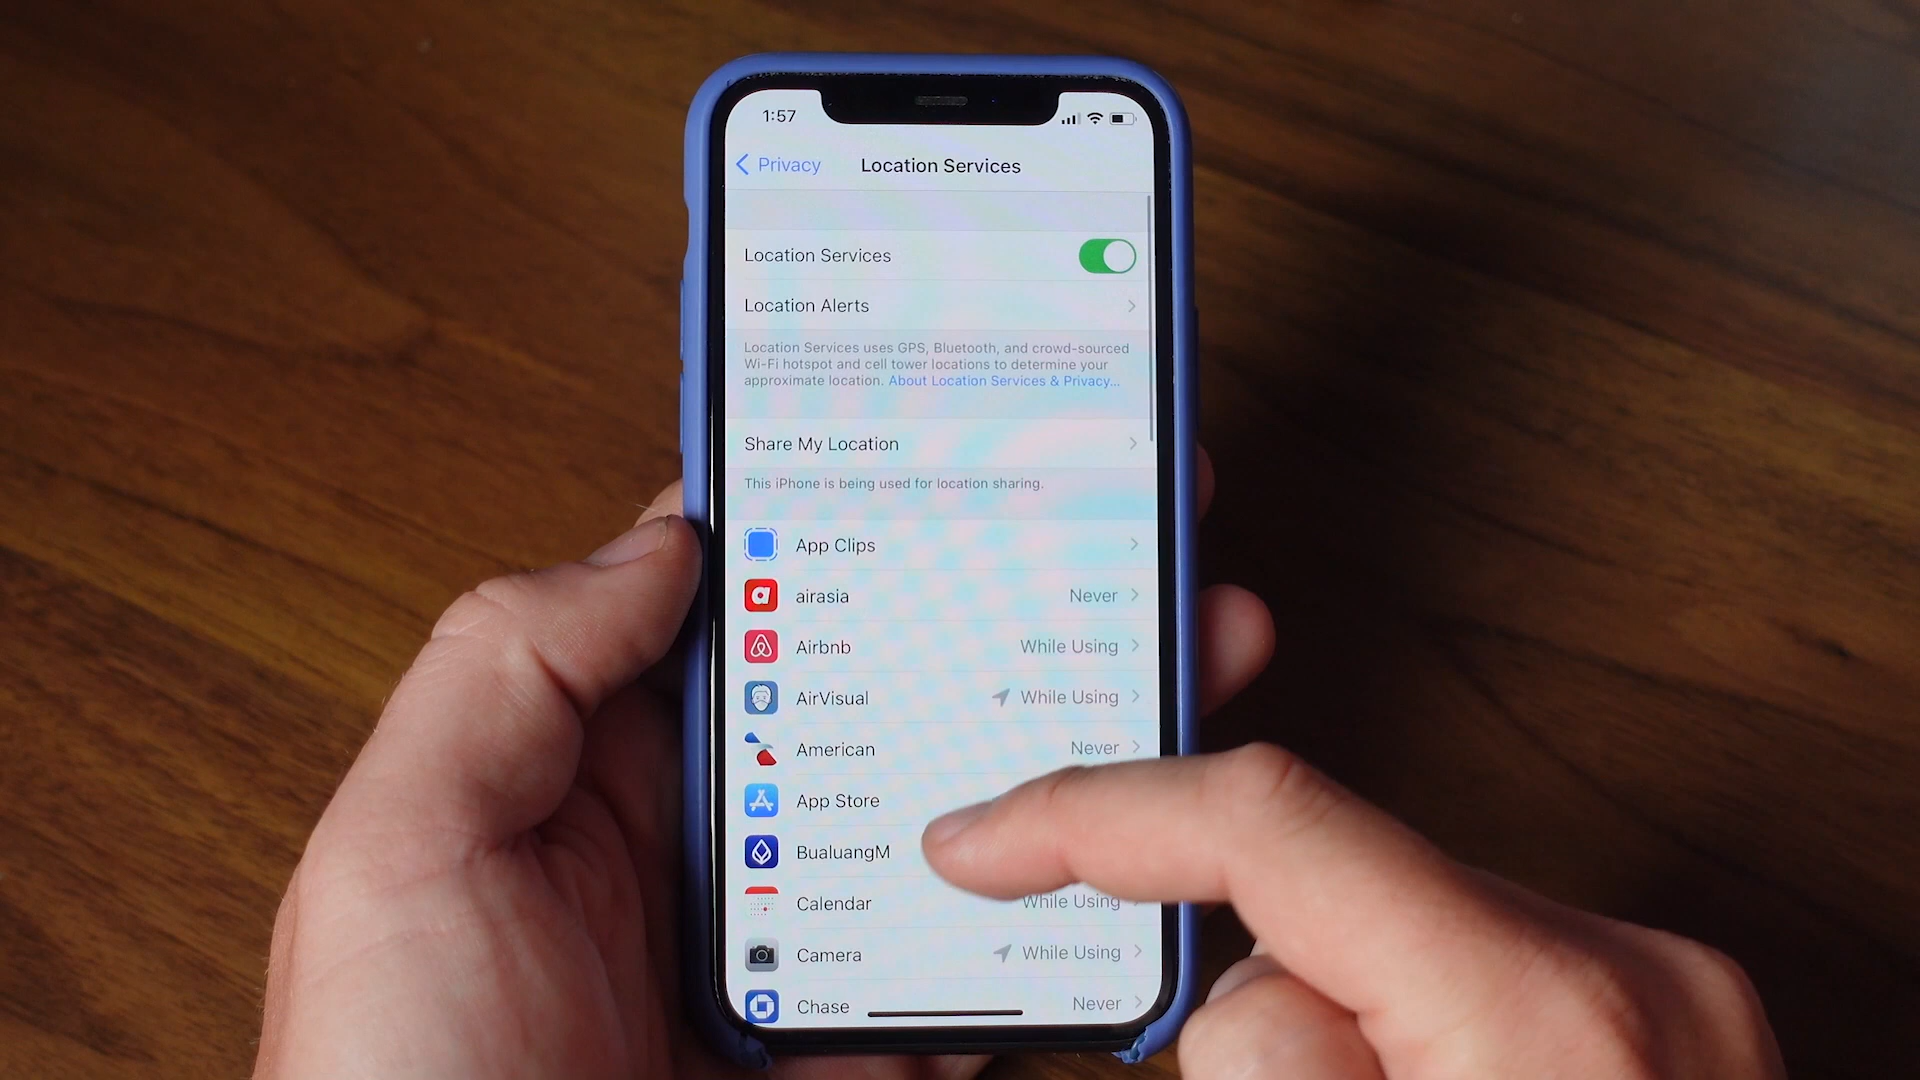 1:57
Privacy
Location Services
Location Services
Location Alerts
Location Services uses GPS, Bluetooth, and crowd-sourced
Wi-Fi hotspot and cell tower locations to determine your
approximate location. About Location Services & Privacy...
Share My Location
This iPhone is being used for location sharing.
App Clips
airasia Never
Airbnb While Using
AirVisual While Using
American Never
App Store
BualuangM
Calendar While Using
Camera While Using
Chase Never